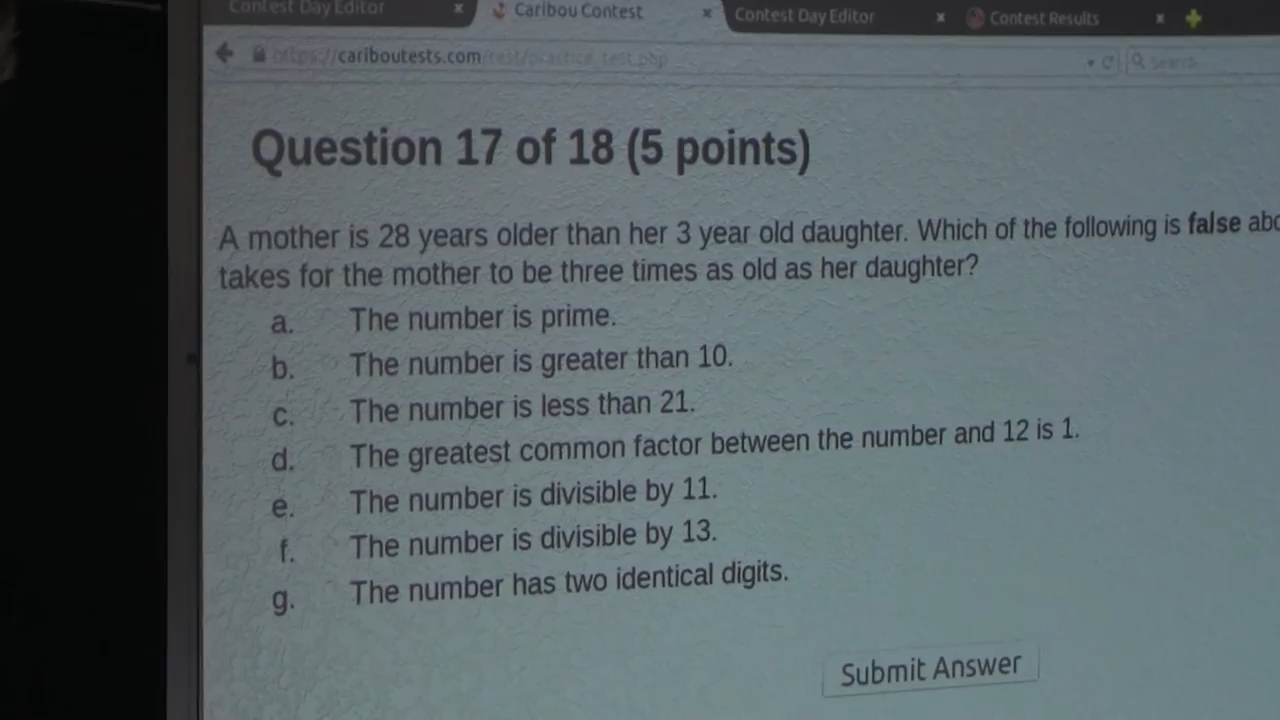 Contest Day Editor
Caribou Contest
Contest Day Editor
Contest Results
https://cariboutests.com/test/practice_test.php
Search
Question 17 of 18 (5 points)
A mother is 28 years older than her 3 year old daughter. Which of the following is false
takes for the mother to be three times as old as her daughter?
a. The number is prime.
b. The number is greater than 10.
c. The number is less than 21.
d. The greatest common factor between the number and 12 is 1.
e. The number is divisible by 11.
f. The number is divisible by 13.
g. The number has two identical digits.
Submit Answer